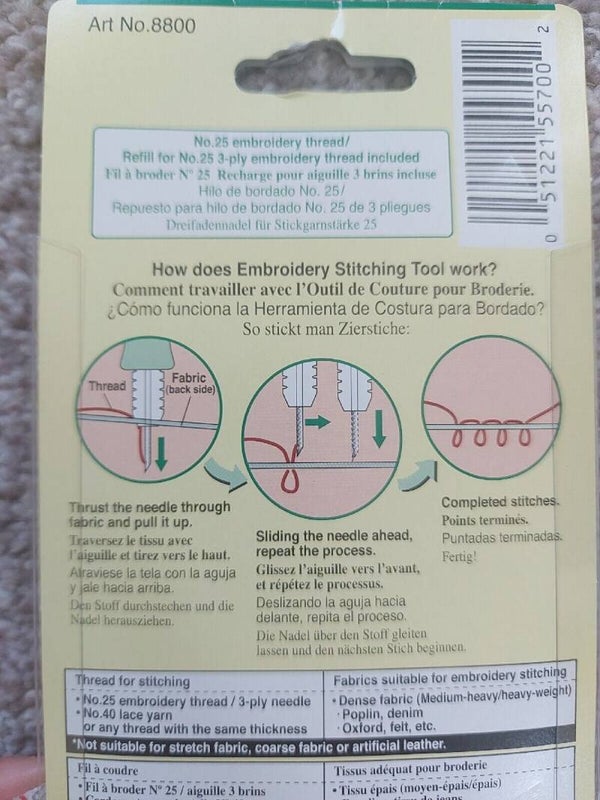 Art No.8800
0 51221 55700 2
No.25 embroidery thread/
Refill for No.25 3-ply embroidery thread included
Fil à broder N° 25 Recharge pour aiguille 3 brins incluse
Hilo de bordado No. 25/
Repuesto para hilo de bordado No. 25 de 3 pliegues
Dreifadennadel für Stickgarnstärke 25
How does Embroidery Stitching Tool work?
Comment travailler avec l'Outil de Couture pour Broderie.
¿Cómo funciona la Herramienta de Costura para Bordado?
So stickt man Zierstiche:
Thread
Fabric
(back side)
Thrust the needle through
fabric and pull it up.
Traversez le tissu avec
l'aiguille et tirez vers le haut.
Atraviese la tela con la aguja
y jale hacia arriba.
Den Stoff durchstechen und die
Nadel herausziehen.
Sliding the needle ahead,
repeat the process.
Glissez l'aiguille vers l'avant,
et répétez le processus.
Deslizando la aguja hacia
delante, repita el proceso.
Die Nadel über den Stoff gleiten
lassen und den nächsten Stich beginnen.
Completed stitches.
Points terminés.
Puntadas terminadas.
Fertig!
Thread for stitching
• No.25 embroidery thread / 3-ply needle
• No.40 lace yarn
or any thread with the same thickness
Fabrics suitable for embroidery stitching
• Dense fabric (Medium-heavy/heavy-weight)
· Poplin, denim
· Oxford, felt, etc.
*Not suitable for stretch fabric, coarse fabric or artificial leather.
Fil à coudre
• Fil à broder N° 25 / aiguille 3 brins
Tissus adéquat pour broderie
• Tissu épais (moyen-épais/épais)